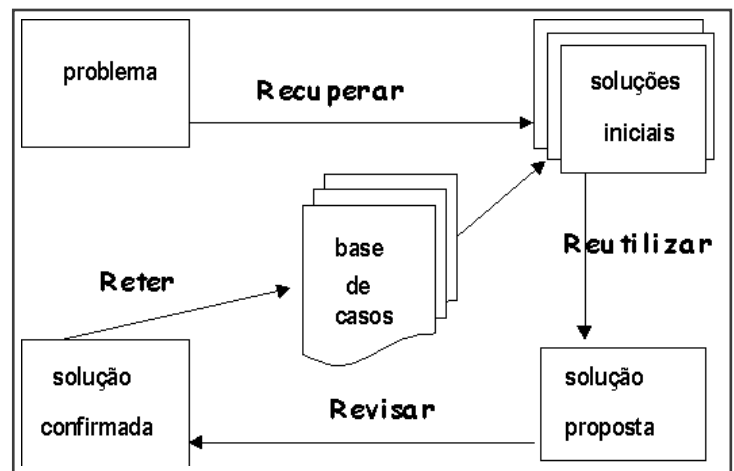 problema
Recuperar
soluções
iniciais
base
de
casos
Reutilizar
Reter
solução
confirmada
Revisar
solução
proposta